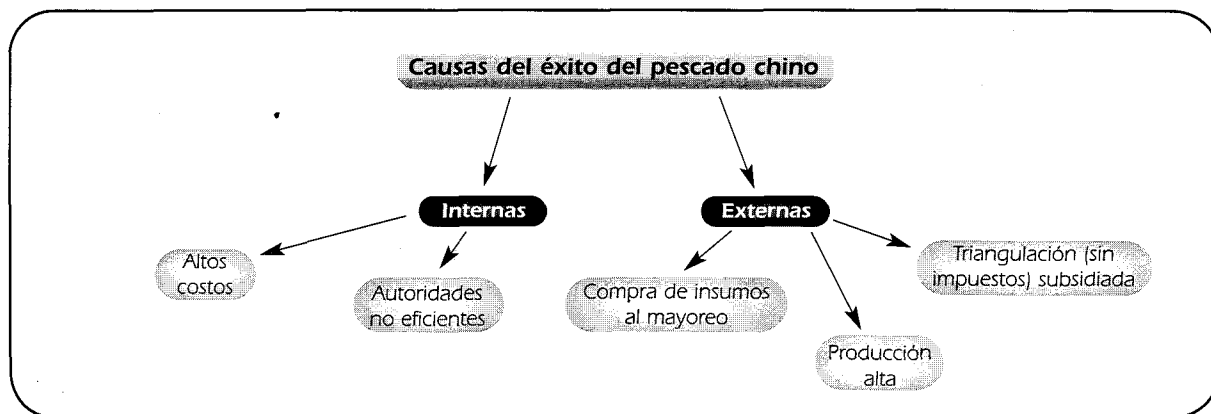 Causas del éxito del pescado chino
Internas
Externas
Altos
costos
Autoridades
no eficientes
Compra de insumos
al mayoreo
Producción
alta
Triangulación (sin
impuestos) subsidiada